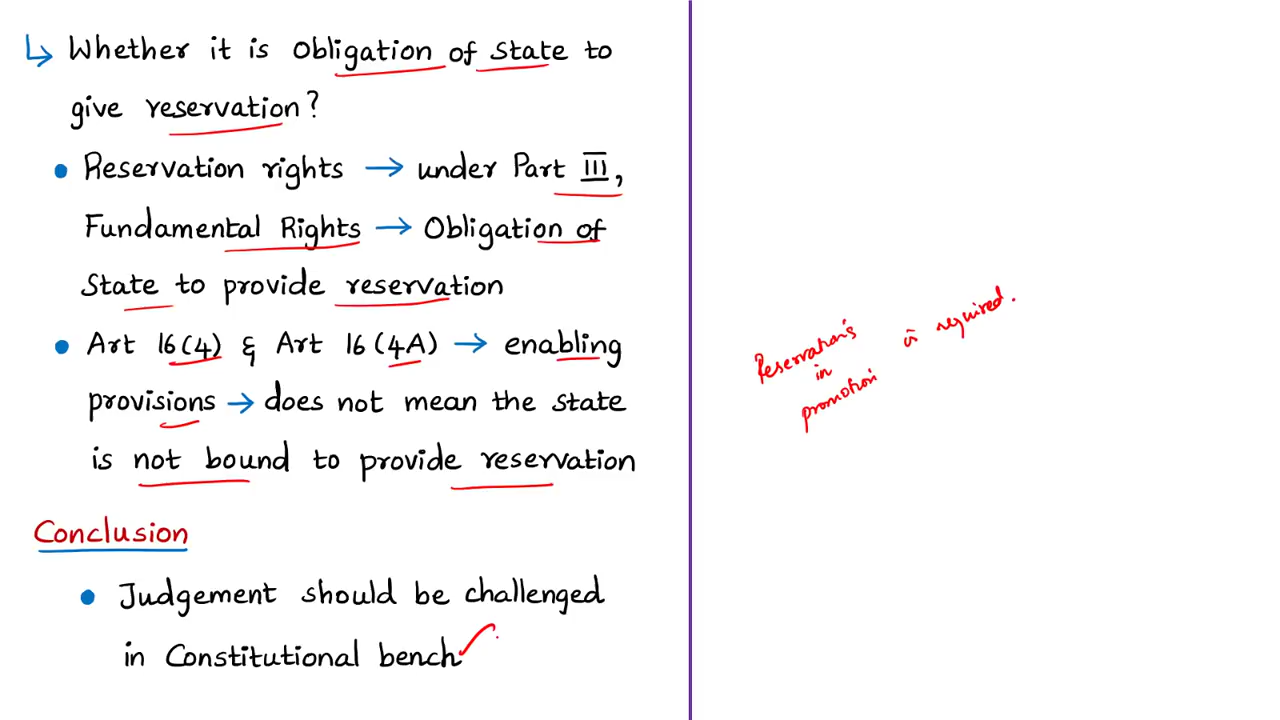 ↳ Whether it is obligation of state to
give reservation?
• Reservation rights → under Part III,
Fundamental Rights → Obligation of
State to provide reservation
• Art 16(4) & Art 16(4A) → enabling
provisions → does not mean the state
is not bound to provide reservation
Conclusion
• Judgement should be challenged
in Constitutional bench
Reservations
in
promotion
required.